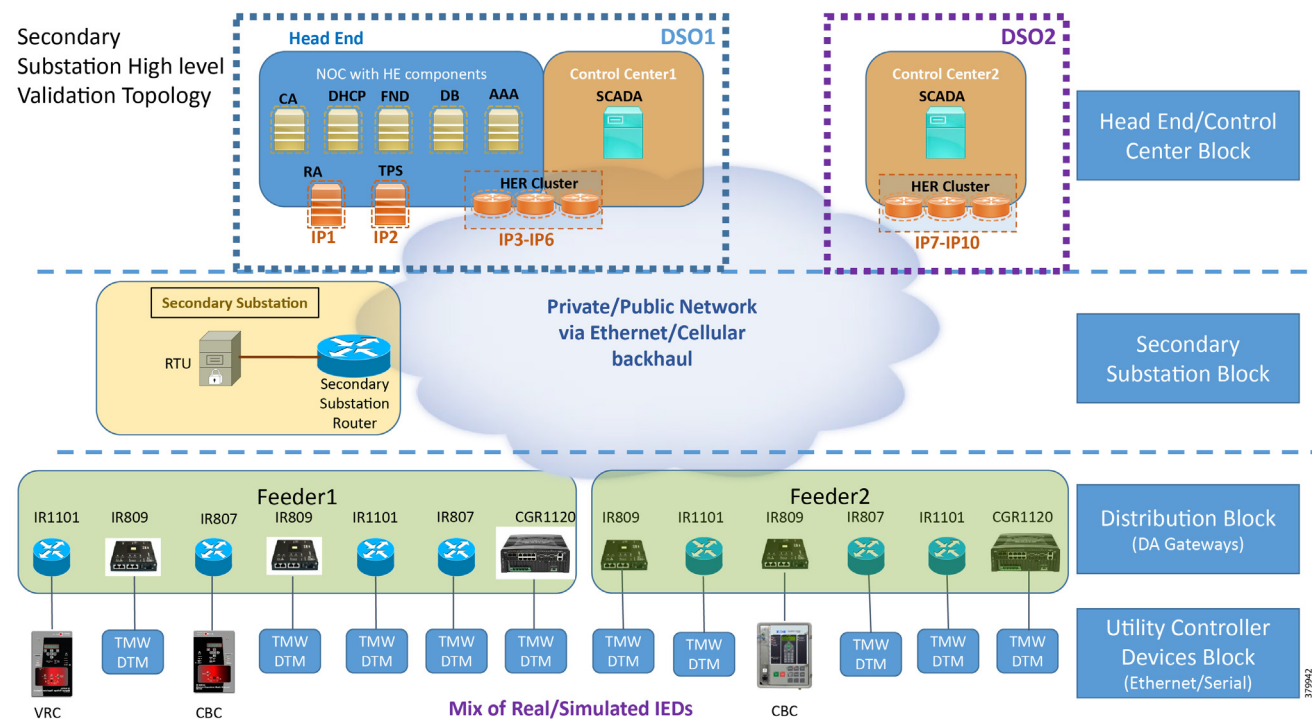 Secondary
Substation High level
Validation Topology
Head End
DSO1
DSO2
NOC with HE components
Control Center1
Control Center2
CA
DHCP
FND
DB
AAA
SCADA
SCADA
Head End/Control
Center Block
RA
TPS
HER Cluster
HER Cluster
IP1
IP2
IP3-IP6
IP7-IP10
Secondary Substation
RTU
Secondary
Substation
Router
Private/Public Network
via Ethernet/Cellular
backhaul
Secondary
Substation Block
Feeder1
Feeder2
IR1101
IR809
IR807
IR809
IR1101
IR807
CGR1120
IR809
IR1101
IR809
IR807
IR1101
CGR1120
Distribution Block
(DA Gateways)
TMW
DTM
TMW
DTM
TMW
DTM
TMW
DTM
TMW
DTM
TMW
DTM
TMW
DTM
TMW
DTM
TMW
DTM
TMW
DTM
Utility Controller
Devices Block
(Ethernet/Serial)
VRC
CBC
Mix of Real/Simulated IEDs
CBC
379942